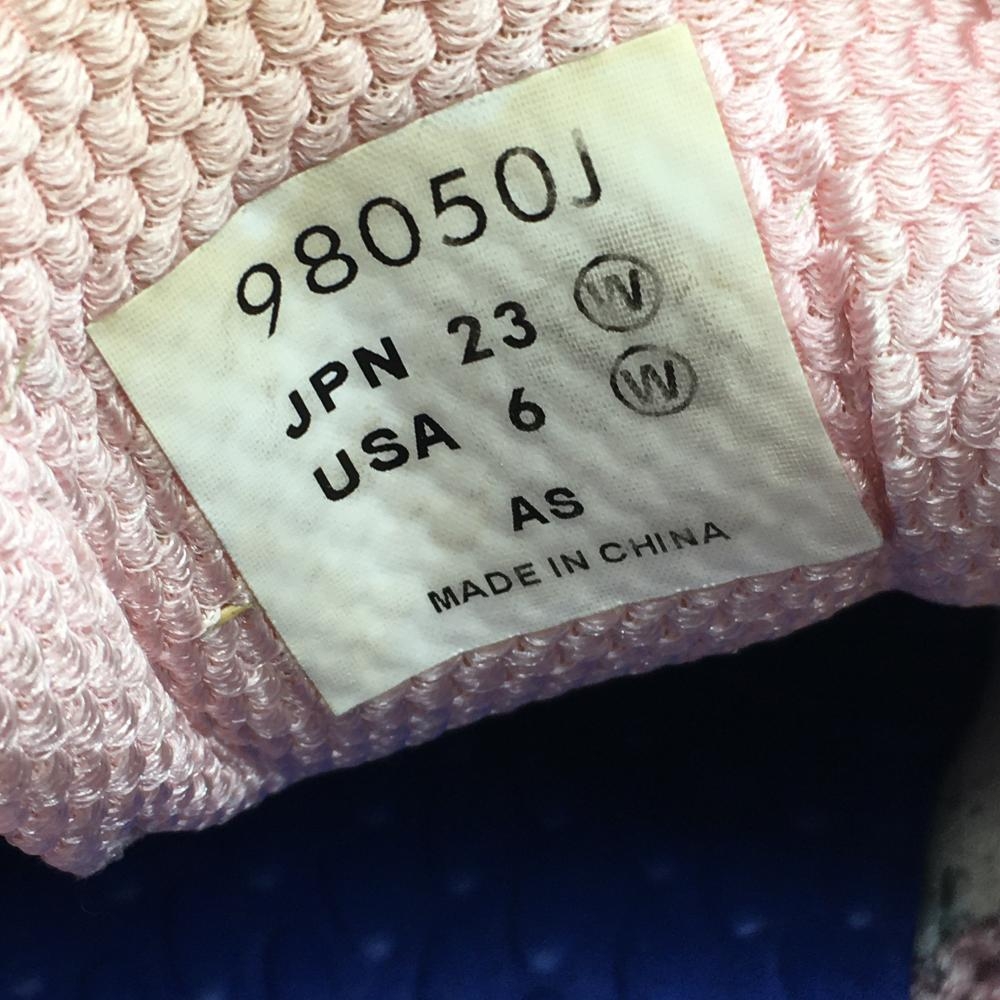 98050J
JPN 23 Ⓦ
USA 6 Ⓦ
AS
MADE IN CHINA